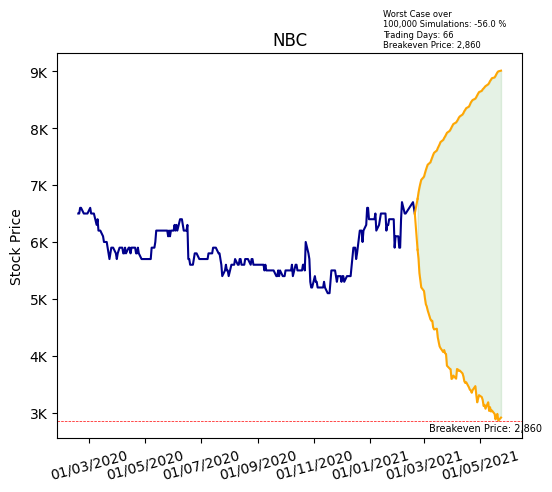 Worst Case over
100,000 Simulations: -56.0 %
Trading Days: 66
Breakeven Price: 2,860
NBC
9K
8K
7K
6K
5K
4K
3K
Stock Price
Breakeven Price: 2,860
01/03/2020
01/05/2020
01/07/2020
01/09/2020
01/11/2020
01/01/2021
01/03/2021
01/05/2021